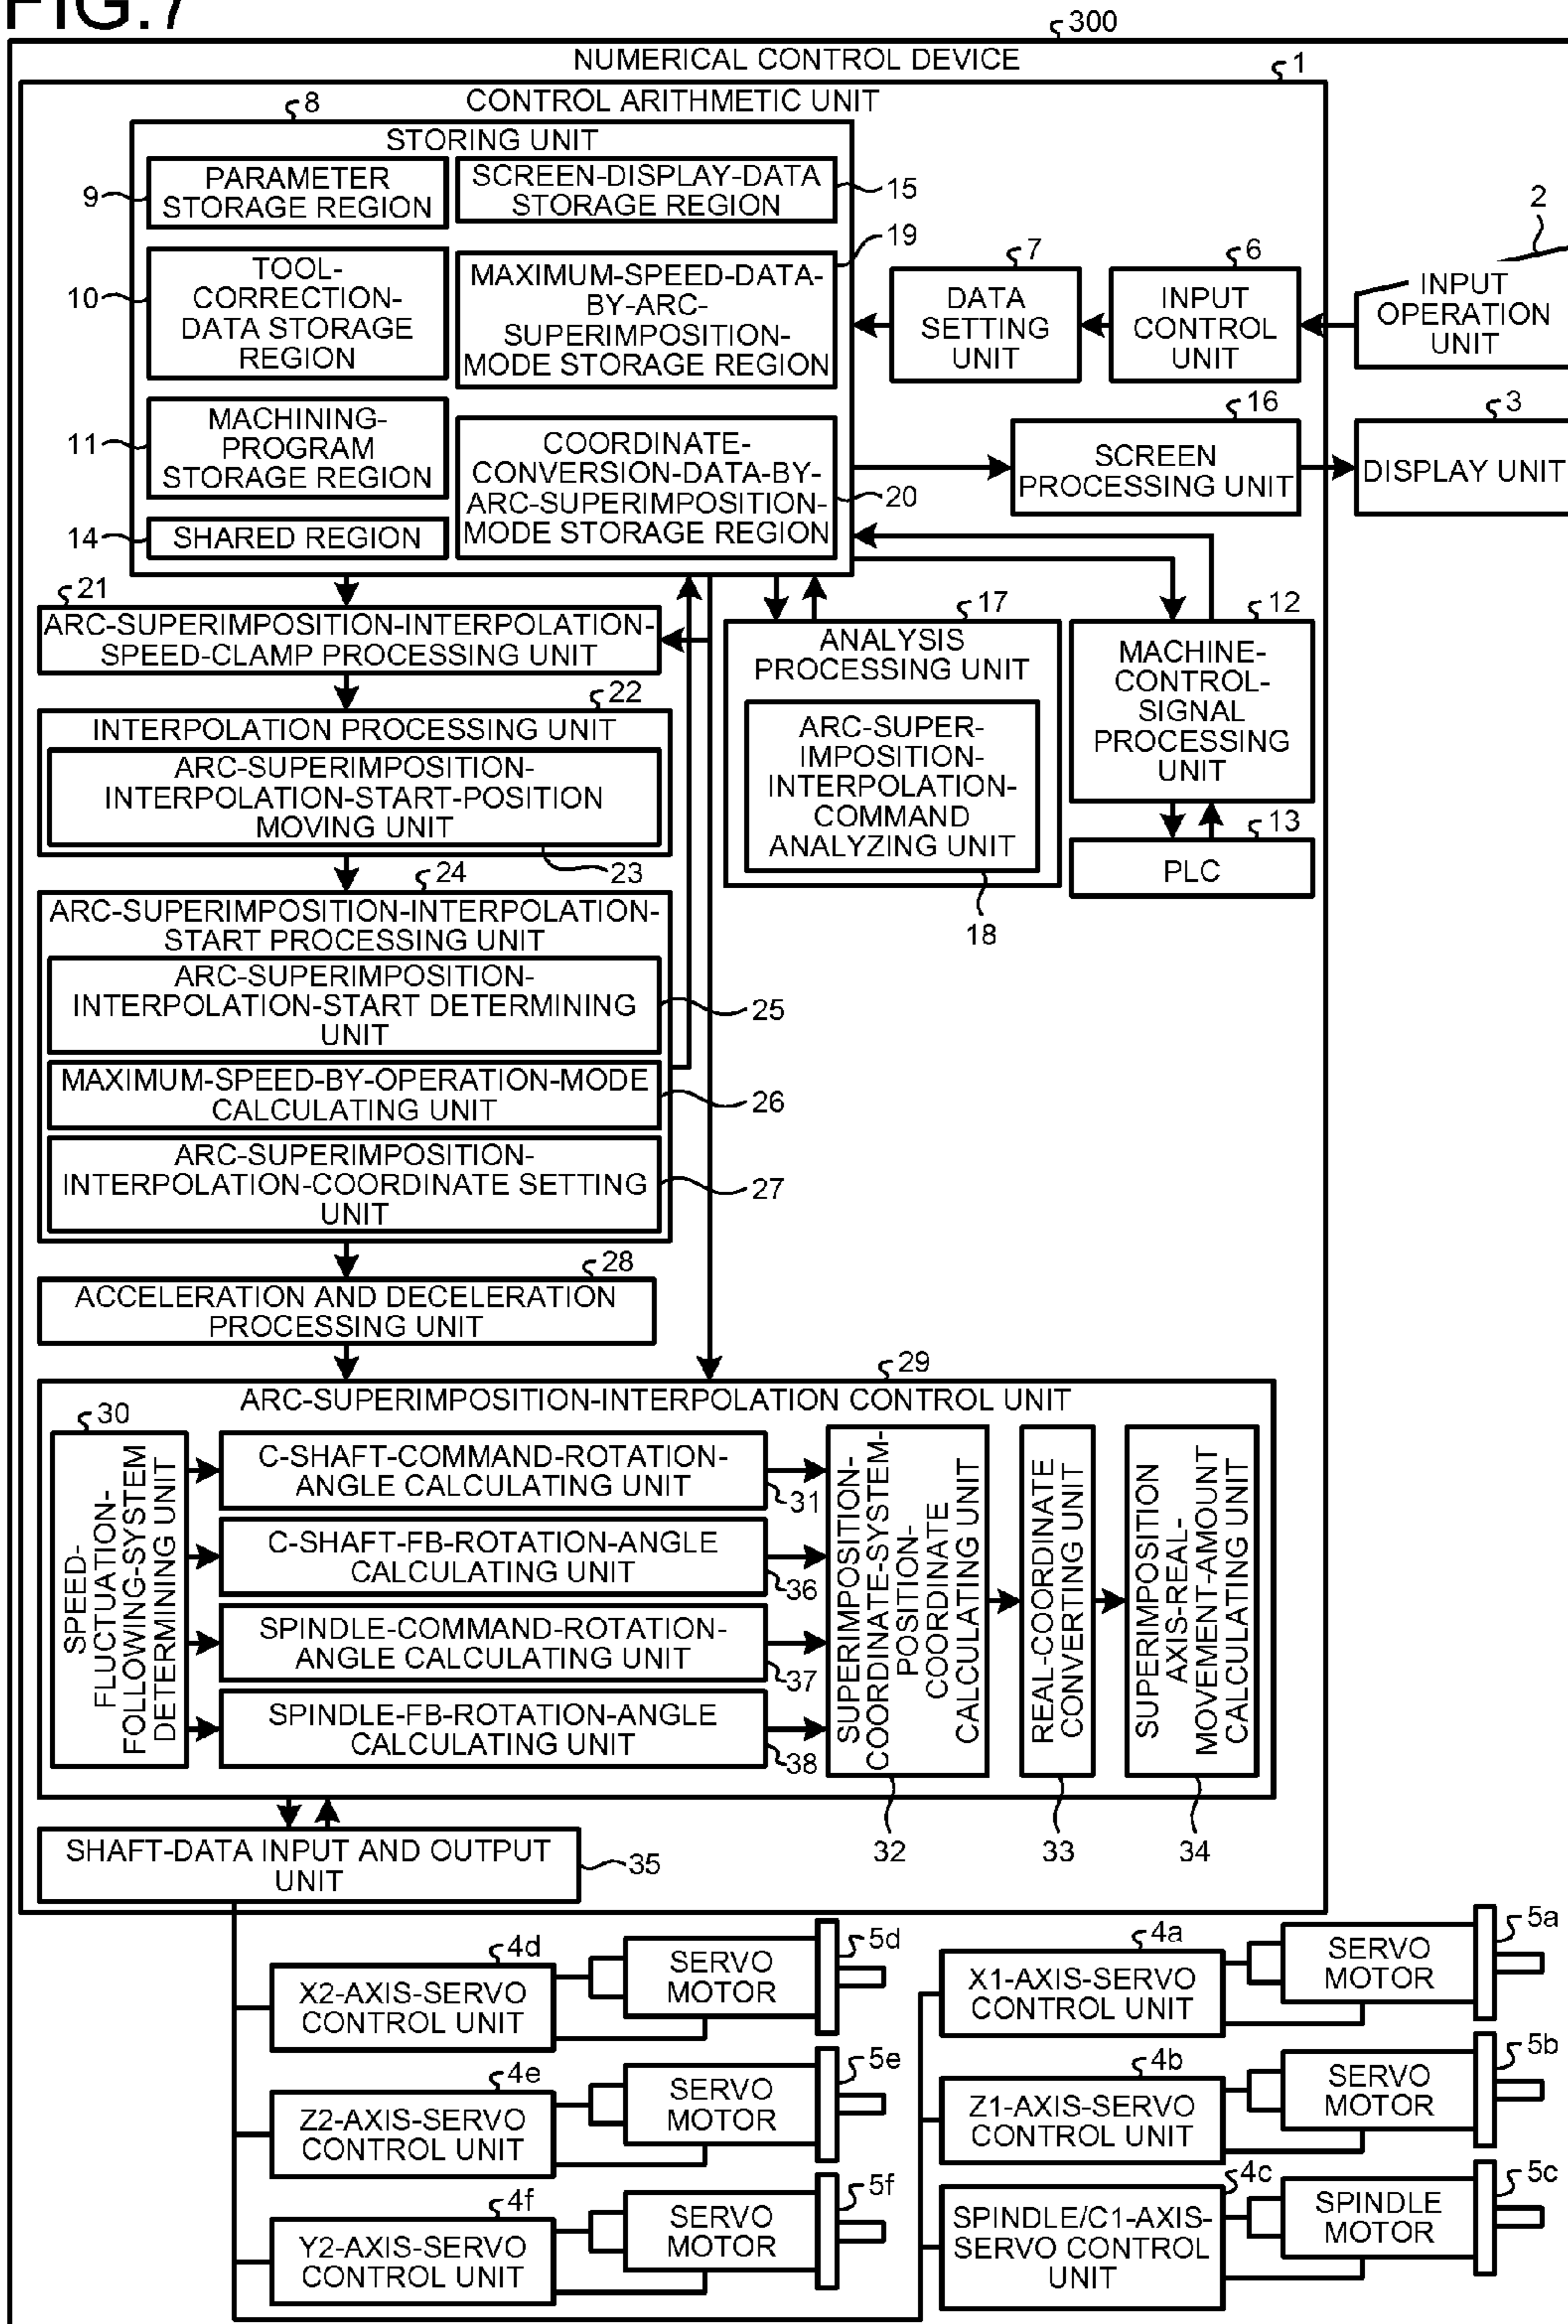 FIG.7
300
NUMERICAL CONTROL DEVICE
1
CONTROL ARITHMETIC UNIT
8
STORING UNIT
9
PARAMETER
STORAGE REGION
SCREEN-DISPLAY-DATA
STORAGE REGION
15
10
TOOL-
CORRECTION-
DATA STORAGE
REGION
19
MAXIMUM-SPEED-DATA-
BY-ARC-
SUPERIMPOSITION-
MODE STORAGE REGION
7
DATA
SETTING
UNIT
6
INPUT
CONTROL
UNIT
2
INPUT
OPERATION
UNIT
11
MACHINING-
PROGRAM
STORAGE REGION
COORDINATE-
CONVERSION-DATA-BY-
ARC-SUPERIMPOSITION-
MODE STORAGE REGION
20
16
SCREEN
PROCESSING UNIT
3
DISPLAY UNIT
14
SHARED REGION
21
ARC-SUPERIMPOSITION-INTERPOLATION-
SPEED-CLAMP PROCESSING UNIT
17
ANALYSIS
PROCESSING UNIT
ARC-SUPER-
IMPOSITION-
INTERPOLATION-
COMMAND
ANALYZING UNIT
18
12
MACHINE-
CONTROL-
SIGNAL
PROCESSING
UNIT
13
PLC
22
INTERPOLATION PROCESSING UNIT
ARC-SUPERIMPOSITION-
INTERPOLATION-START-POSITION
MOVING UNIT
23
24
ARC-SUPERIMPOSITION-INTERPOLATION-
START PROCESSING UNIT
ARC-SUPERIMPOSITION-
INTERPOLATION-START DETERMINING
UNIT
25
MAXIMUM-SPEED-BY-OPERATION-MODE
CALCULATING UNIT
26
ARC-SUPERIMPOSITION-
INTERPOLATION-COORDINATE SETTING
UNIT
27
28
ACCELERATION AND DECELERATION
PROCESSING UNIT
29
ARC-SUPERIMPOSITION-INTERPOLATION CONTROL UNIT
30
SPEED-
FLUCTUATION-
FOLLOWING-SYSTEM
DETERMINING UNIT
C-SHAFT-COMMAND-ROTATION-
ANGLE CALCULATING UNIT
31
C-SHAFT-FB-ROTATION-ANGLE
CALCULATING UNIT
36
SPINDLE-COMMAND-ROTATION-
ANGLE CALCULATING UNIT
37
SPINDLE-FB-ROTATION-ANGLE
CALCULATING UNIT
38
SUPERIMPOSITION-
COORDINATE-SYSTEM-
POSITION-
COORDINATE
CALCULATING UNIT
32
REAL-COORDINATE
CONVERTING UNIT
33
SUPERIMPOSITION
AXIS-REAL-
MOVEMENT-AMOUNT
CALCULATING UNIT
34
SHAFT-DATA INPUT AND OUTPUT
UNIT
35
4d
X2-AXIS-SERVO
CONTROL UNIT
SERVO
MOTOR
5d
4a
X1-AXIS-SERVO
CONTROL UNIT
SERVO
MOTOR
5a
4e
Z2-AXIS-SERVO
CONTROL UNIT
SERVO
MOTOR
5e
4b
Z1-AXIS-SERVO
CONTROL UNIT
SERVO
MOTOR
5b
4f
Y2-AXIS-SERVO
CONTROL UNIT
SERVO
MOTOR
5f
4c
SPINDLE/C1-AXIS-
SERVO CONTROL
UNIT
SPINDLE
MOTOR
5c